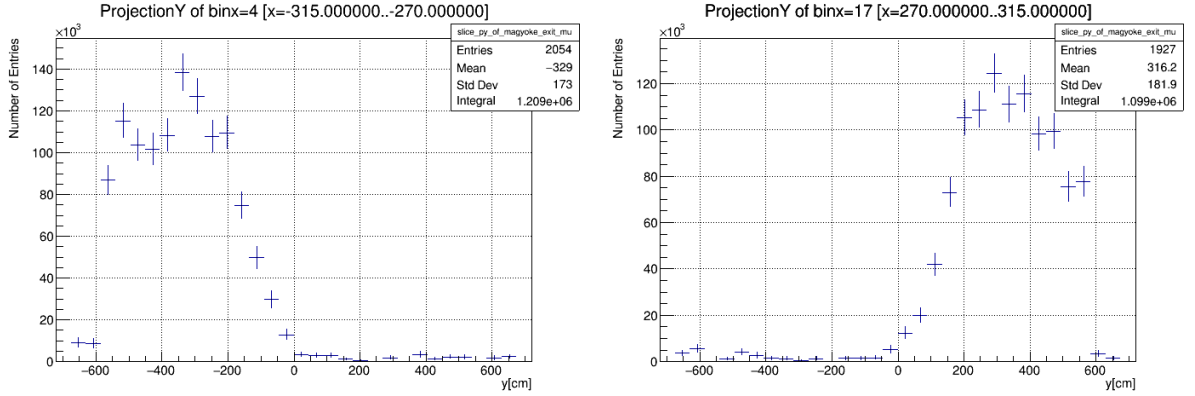 ProjectionY of binx=4 [x=-315.000000..-270.000000]
×10³
slice_py_of_magyoke_exit_mu
Entries 2054
Mean −329
Std Dev 173
Integral 1.209e+06
Number of Entries
140
120
100
80
60
40
20
0
−600 −400 −200 0 200 400 600
y[cm]
ProjectionY of binx=17 [x=270.000000..315.000000]
×10³
slice_py_of_magyoke_exit_mu
Entries 1927
Mean 316.2
Std Dev 181.9
Integral 1.099e+06
Number of Entries
120
100
80
60
40
20
0
−600 −400 −200 0 200 400 600
y[cm]